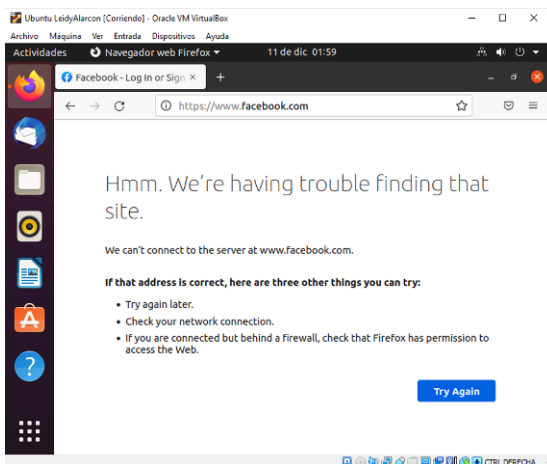 Ubuntu LeidyAlarcon [Corriendo] - Oracle VM VirtualBox
Archivo Máquina Ver Entrada Dispositivos Ayuda
Actividades Navegador web Firefox 11 de dic 01:59
Facebook - Log In or Sign
https://www.facebook.com
Hmm. We're having trouble finding that
site.
We can't connect to the server at www.facebook.com.
If that address is correct, here are three other things you can try:
• Try again later.
• Check your network connection.
• If you are connected but behind a firewall, check that Firefox has permission to
access the Web.
Try Again
CTRL DERECHA